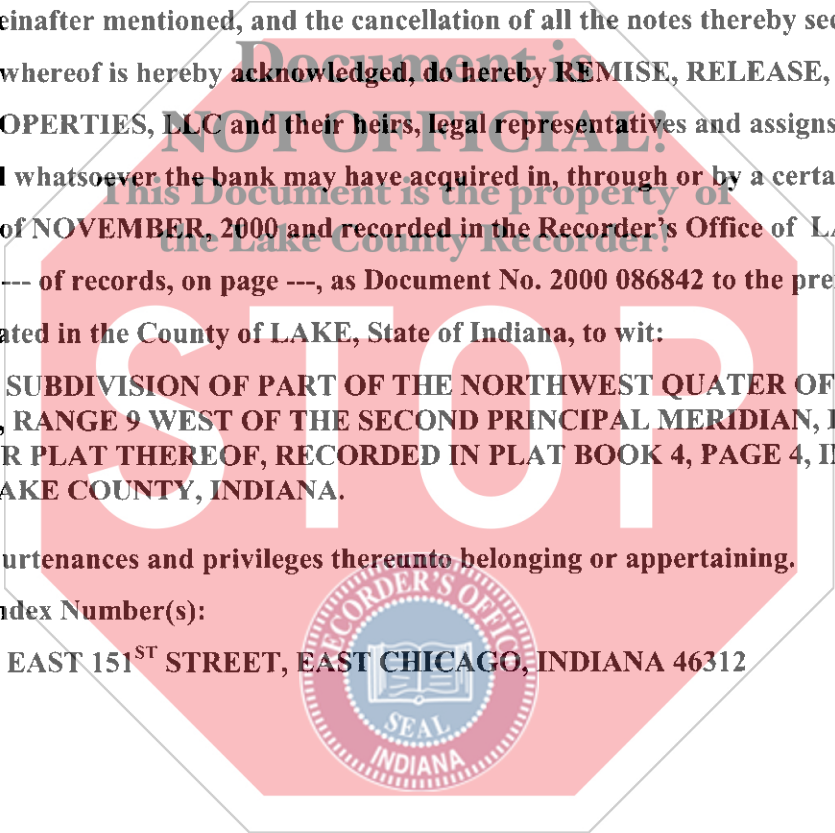 einafter mentioned, and the cancellation of all the notes thereby se
Document is
whereof is hereby acknowledged, do hereby REMISE, RELEASE,
NOT OFFICIAL!
OPERTIES, LLC and their heirs, legal representatives and assigns
l whatsoever the bank may have acquired in, through or by a certa
This Document is the property of
of NOVEMBER, 2000 and recorded in the Recorder's Office of LA
the Lake County Recorder!
--- of records, on page ---, as Document No. 2000 086842 to the pre
ated in the County of LAKE, State of Indiana, to wit:
STOP
SUBDIVISION OF PART OF THE NORTHWEST QUATER OF
, RANGE 9 WEST OF THE SECOND PRINCIPAL MERIDIAN, I
R PLAT THEREOF, RECORDED IN PLAT BOOK 4, PAGE 4, I
AKE COUNTY, INDIANA.
urtenances and privileges thereunto belonging or appertaining.
ndex Number(s):
EAST 151ST STREET, EAST CHICAGO, INDIANA 46312
RECORDER'S OFFICE
SEAL
INDIANA